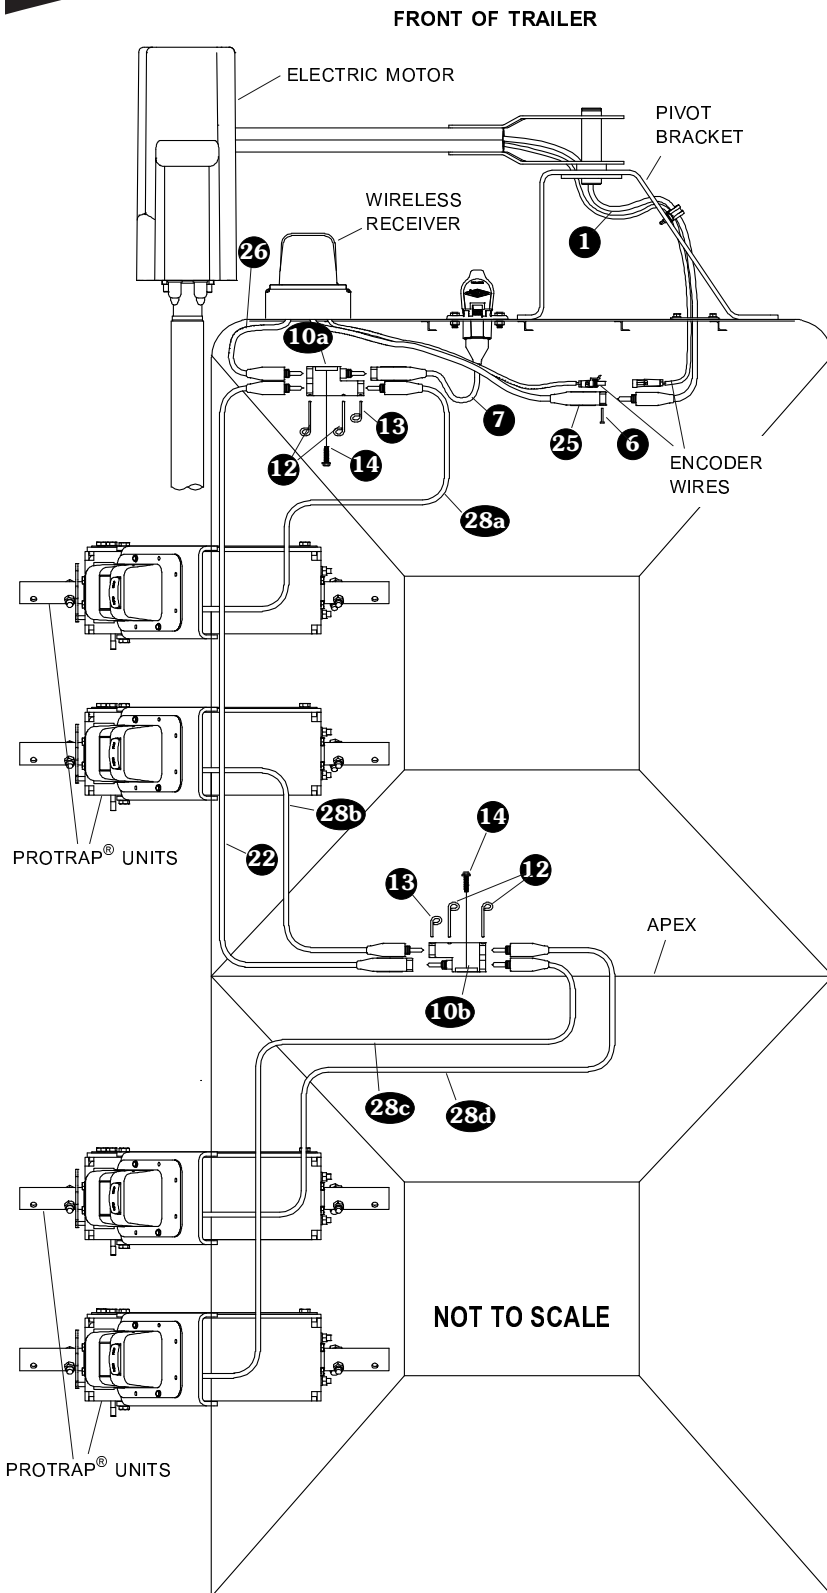 FRONT OF TRAILER
ELECTRIC MOTOR
PIVOT
BRACKET
WIRELESS
RECEIVER
1
26
10a
7
13
12
14
25
6
ENCODER
WIRES
28a
28b
14
PROTRAP® UNITS
22
13
12
APEX
10b
28c
28d
NOT TO SCALE
PROTRAP® UNITS